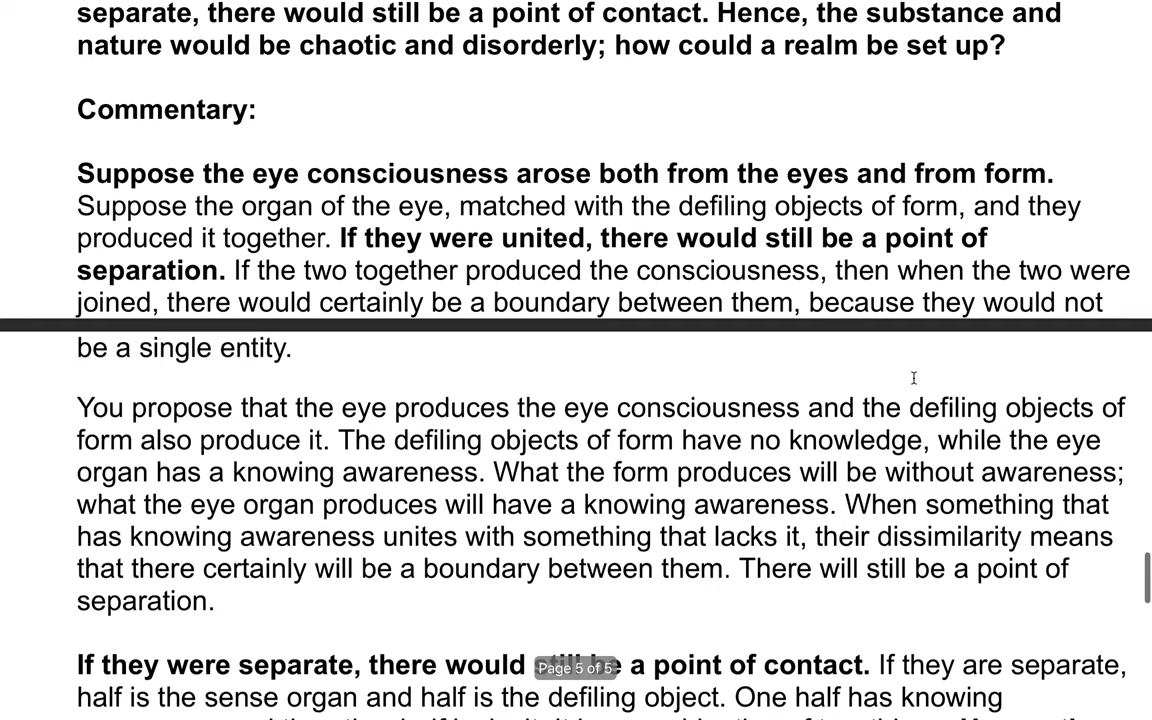 separate, there would still be a point of contact. Hence, the substance and
nature would be chaotic and disorderly; how could a realm be set up?
Commentary:
Suppose the eye consciousness arose both from the eyes and from form.
Suppose the organ of the eye, matched with the defiling objects of form, and they
produced it together. If they were united, there would still be a point of
separation. If the two together produced the consciousness, then when the two were
joined, there would certainly be a boundary between them, because they would not
be a single entity.
You propose that the eye produces the eye consciousness and the defiling objects of
form also produce it. The defiling objects of form have no knowledge, while the eye
organ has a knowing awareness. What the form produces will be without awareness;
what the eye organ produces will have a knowing awareness. When something that
has knowing awareness unites with something that lacks it, their dissimilarity means
that there certainly will be a boundary between them. There will still be a point of
separation.
If they were separate, there would still be a point of contact. If they are separate,
Page 5 of 5
half is the sense organ and half is the defiling object. One half has knowing